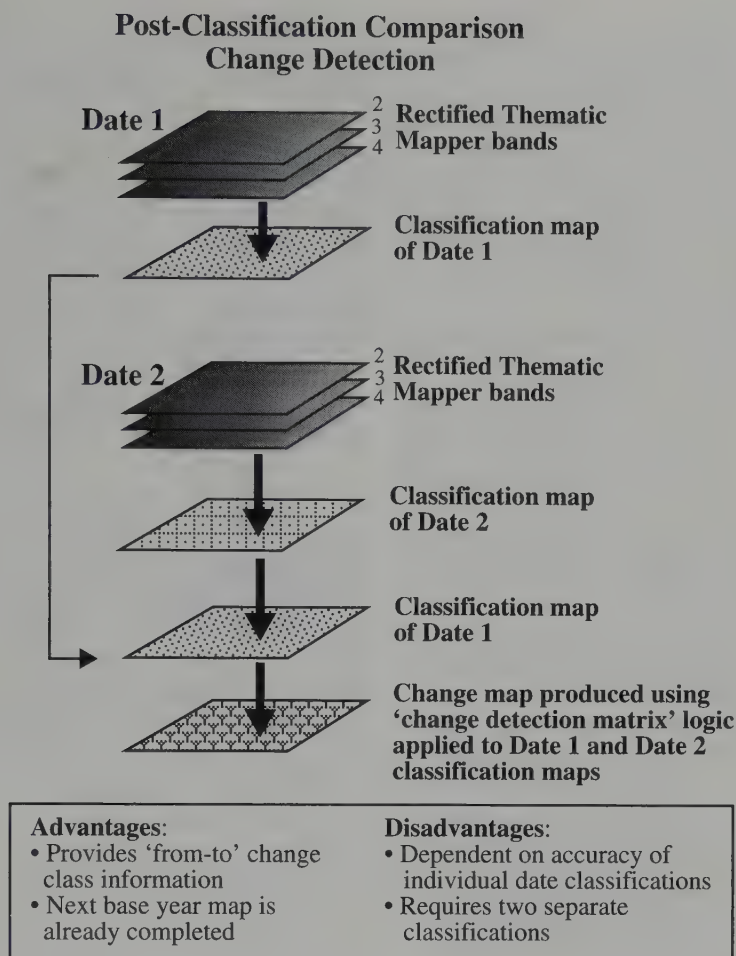 Post-Classification Comparison
Change Detection
Date 1
2
3
4
Rectified Thematic
Mapper bands
Classification map
of Date 1
Date 2
2
3
4
Rectified Thematic
Mapper bands
Classification map
of Date 2
Classification map
of Date 1
Change map produced using
‘change detection matrix’ logic
applied to Date 1 and Date 2
classification maps
Advantages:
• Provides ‘from-to’ change
class information
• Next base year map is
already completed
Disadvantages:
• Dependent on accuracy of
individual date classifications
• Requires two separate
classifications